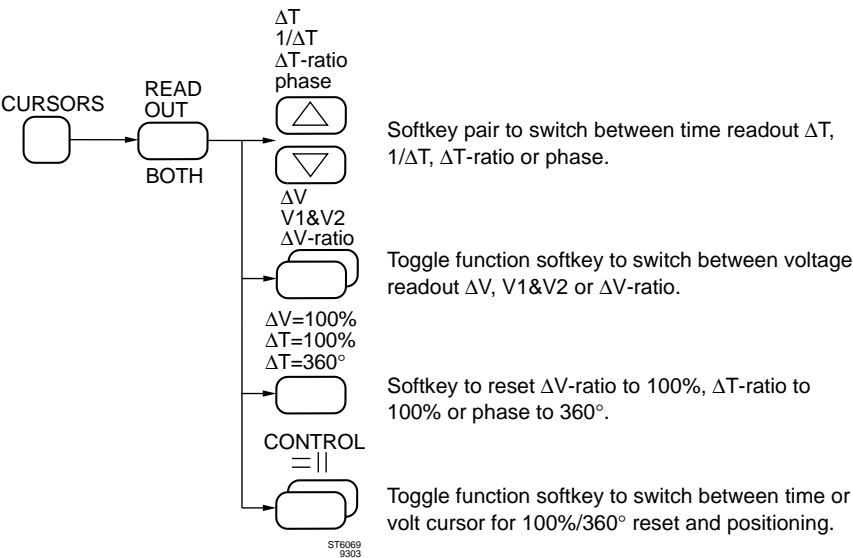 CURSORS
READ
OUT
BOTH
ΔT
1/ΔT
ΔT-ratio
phase
Softkey pair to switch between time readout ΔT,
1/ΔT, ΔT-ratio or phase.
ΔV
V1&V2
ΔV-ratio
Toggle function softkey to switch between voltage
readout ΔV, V1&V2 or ΔV-ratio.
ΔV=100%
ΔT=100%
ΔT=360°
Softkey to reset ΔV-ratio to 100%, ΔT-ratio to
100% or phase to 360°.
CONTROL
Toggle function softkey to switch between time or
volt cursor for 100%/360° reset and positioning.
ST6069
9303